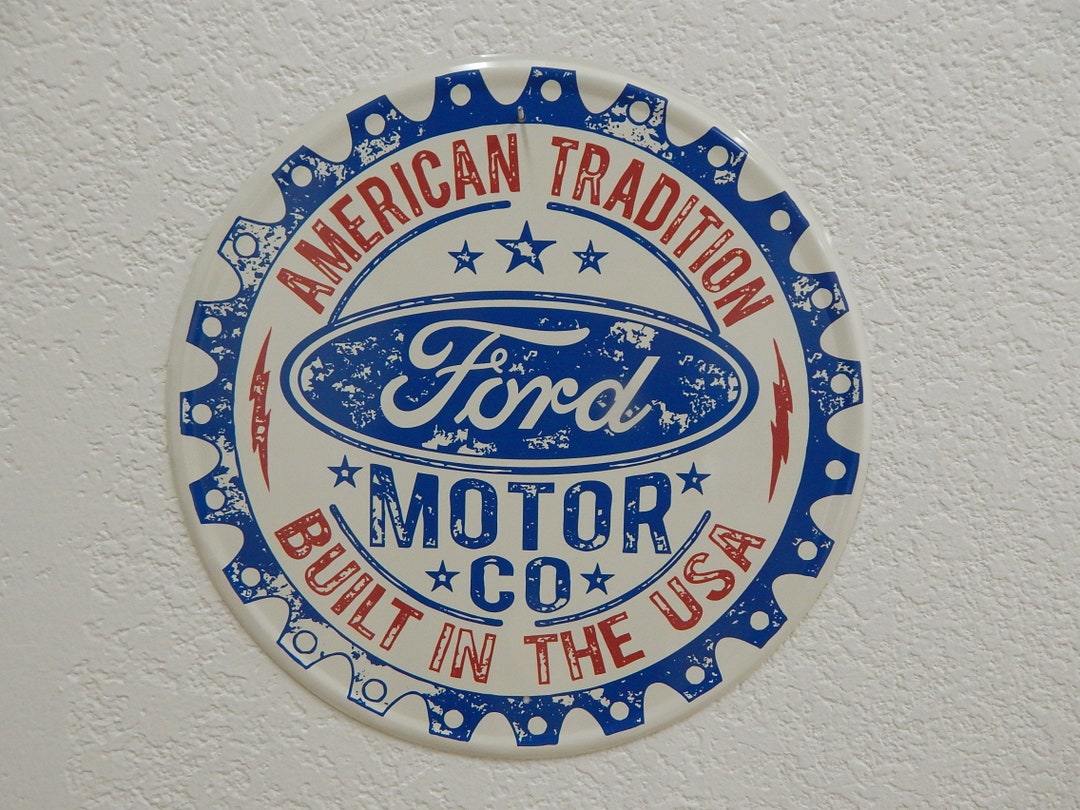 AMERICAN TRADITION
Ford
MOTOR
CO
BUILT IN THE USA